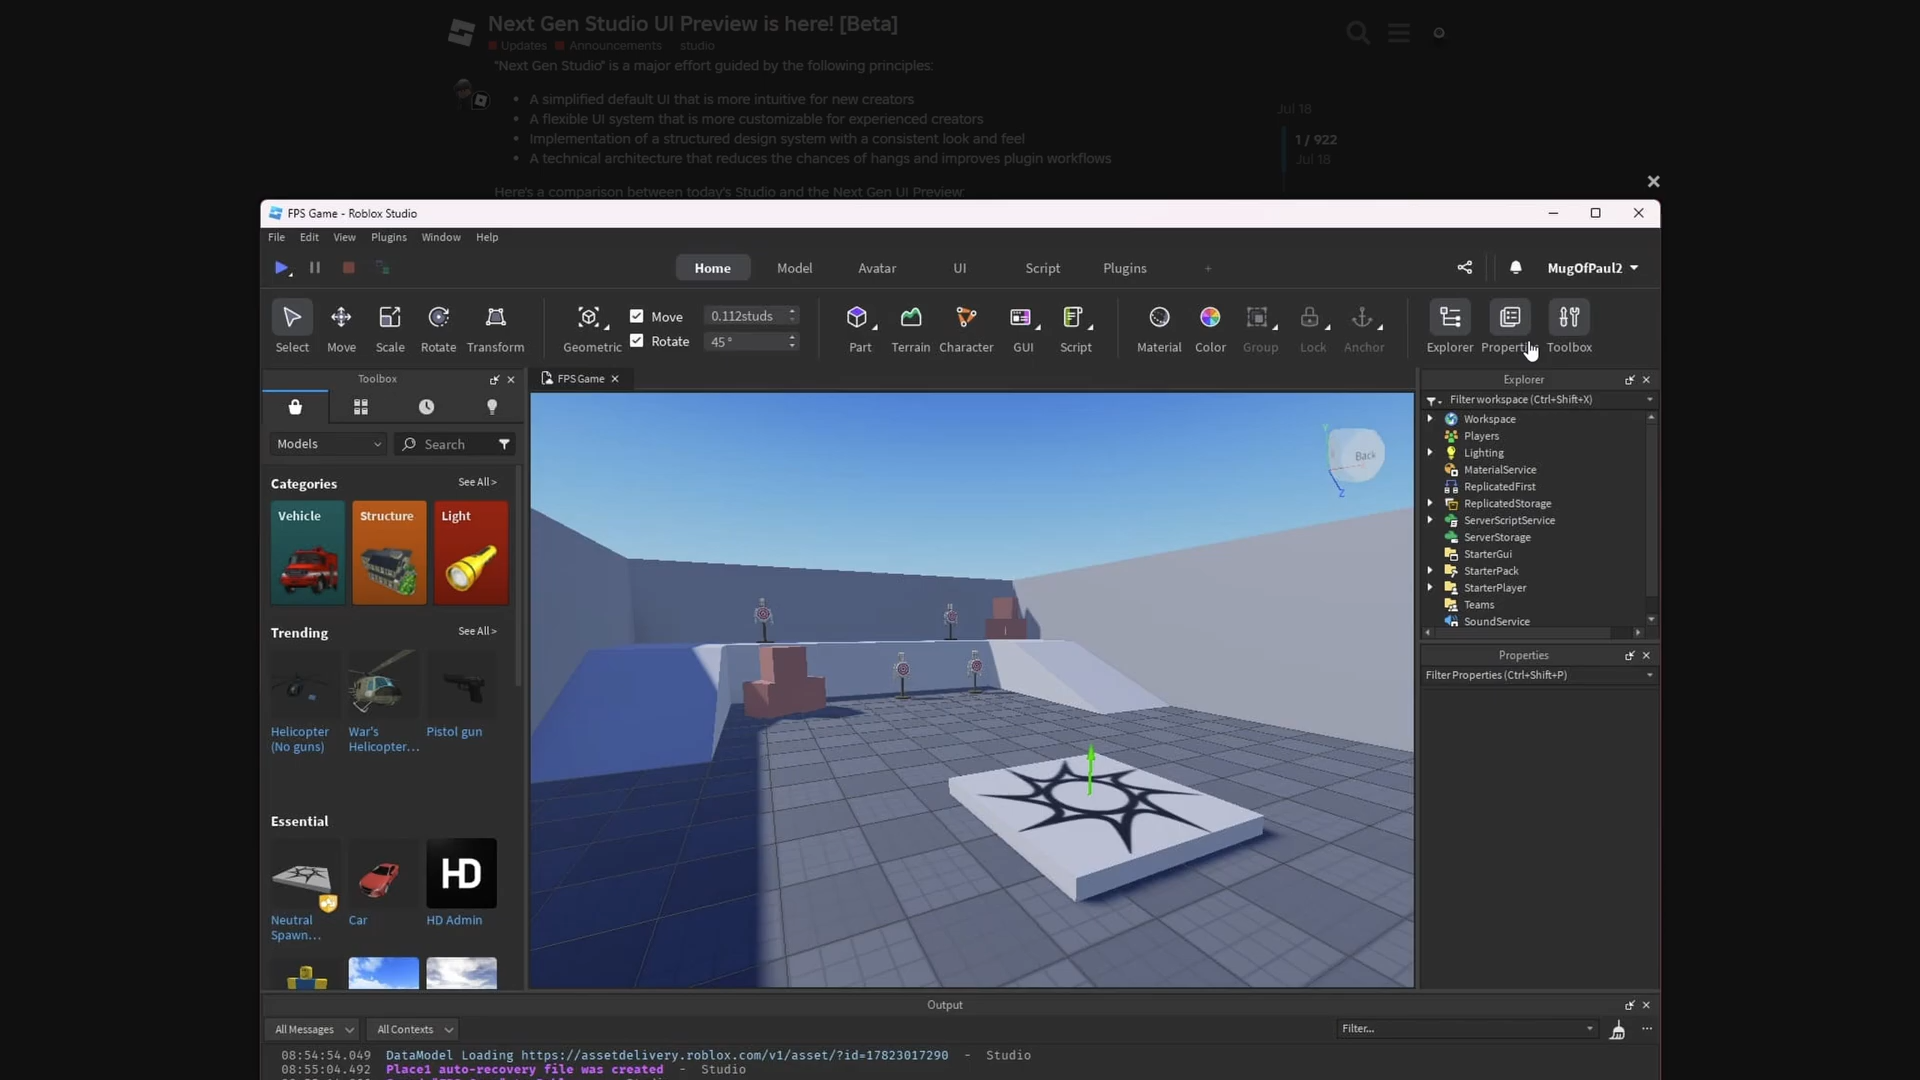 Next Gen Studio UI Preview is here! [Beta]
Updates Announcements studio
"Next Gen Studio" is a major effort guided by the following principles:
• A simplified default UI that is more intuitive for new creators
• A flexible UI system that is more customizable for experienced creators
• Implementation of a structured design system with a consistent look and feel
• A technical architecture that reduces the chances of hangs and improves plugin workflows
Here's a comparison between today's Studio and the Next Gen UI Preview:
Jul 18
1 / 922
Jul 18
FPS Game - Roblox Studio
File Edit View Plugins Window Help
Home Model Avatar UI Script Plugins +
MugOfPaul2
Select Move Scale Rotate Transform
Geometric
Move 0.112studs
Rotate 45 °
Part Terrain Character GUI Script
Material Color Group Lock Anchor
Explorer Toolbox
Toolbox
Models Search
Categories See All >
Vehicle Structure Light
Trending See All >
Helicopter (No guns)
War's Helicopter...
Pistol gun
Essential
Neutral Spawn...
Car
HD
HD Admin
FPS Game
Back
Y
Z
Explorer
Filter workspace (Ctrl+Shift+X)
Workspace
Players
Lighting
MaterialService
ReplicatedFirst
ReplicatedStorage
ServerScriptService
ServerStorage
StarterGui
StarterPack
StarterPlayer
Teams
SoundService
Properties
Filter Properties (Ctrl+Shift+P)
Output
All Messages All Contexts Filter...
08:54:54.049 DataModel Loading https://assetdelivery.roblox.com/v1/asset/?id=17823017290 - Studio
08:55:04.492 Place1 auto-recovery file was created - Studio